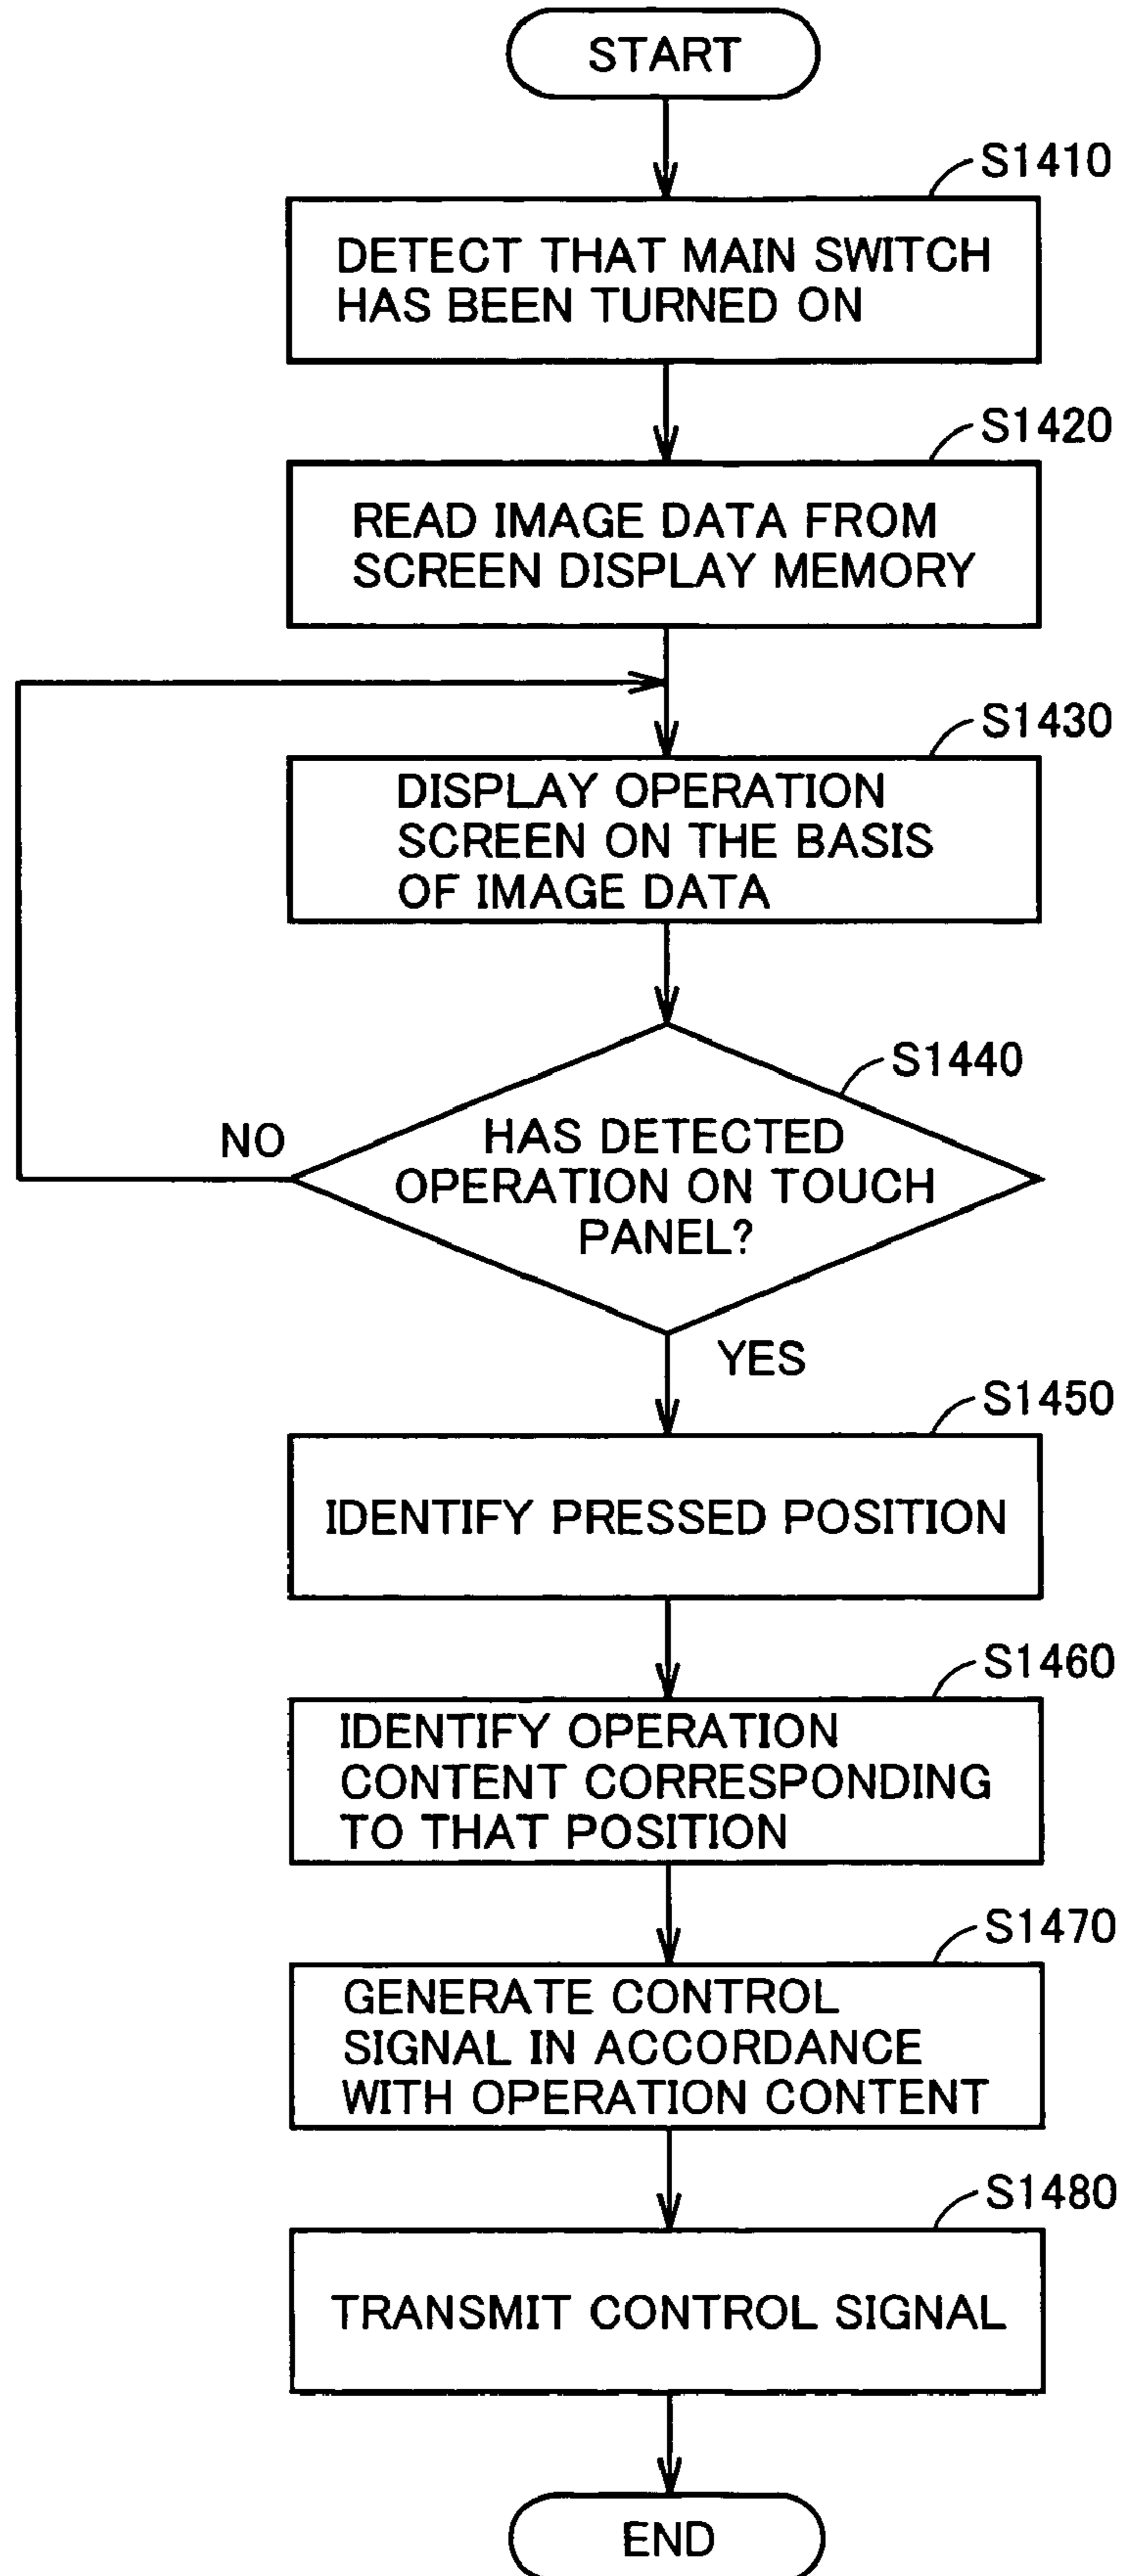 START
S1410
DETECT THAT MAIN SWITCH
HAS BEEN TURNED ON
S1420
READ IMAGE DATA FROM
SCREEN DISPLAY MEMORY
S1430
DISPLAY OPERATION
SCREEN ON THE BASIS
OF IMAGE DATA
S1440
NO
HAS DETECTED
OPERATION ON TOUCH
PANEL?
YES
S1450
IDENTIFY PRESSED POSITION
S1460
IDENTIFY OPERATION
CONTENT CORRESPONDING
TO THAT POSITION
S1470
GENERATE CONTROL
SIGNAL IN ACCORDANCE
WITH OPERATION CONTENT
S1480
TRANSMIT CONTROL SIGNAL
END